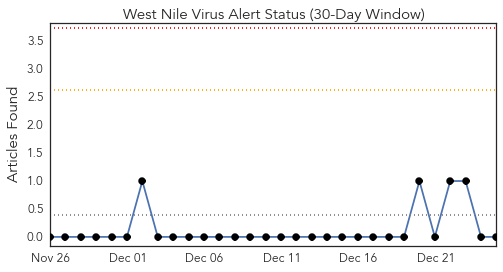 West Nile Virus Alert Status (30-Day Window)
Articles Found
3.5
3.0
2.5
2.0
1.5
1.0
0.5
0.0
Nov 26 Dec 01 Dec 06 Dec 11 Dec 16 Dec 21